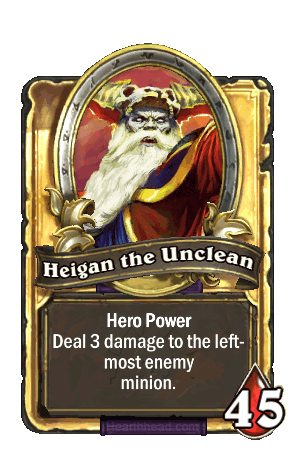 Heigan the Unclean
Hero Power
Deal 3 damage to the left-
most enemy
minion.
45
Hearthhead.com